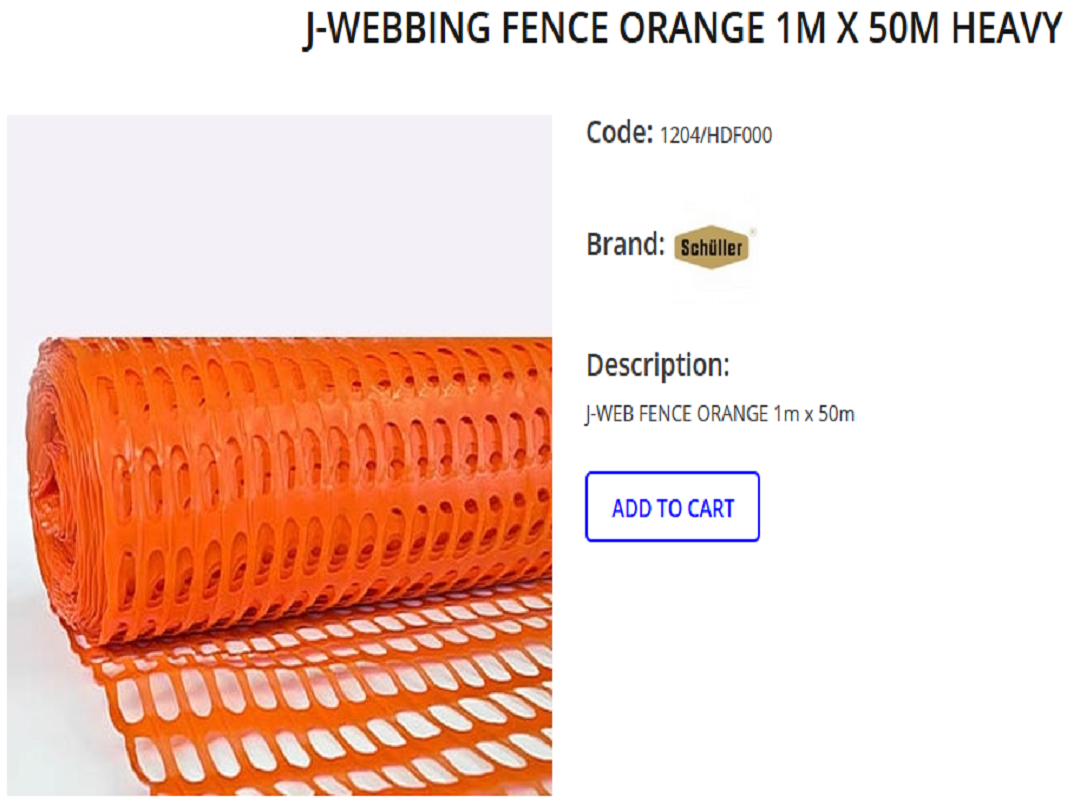 J-WEBBING FENCE ORANGE 1M X 50M HEAVY
Code: 1204/HDF000
Brand: Schüller®
Description:
J-WEB FENCE ORANGE 1m x 50m
ADD TO CART